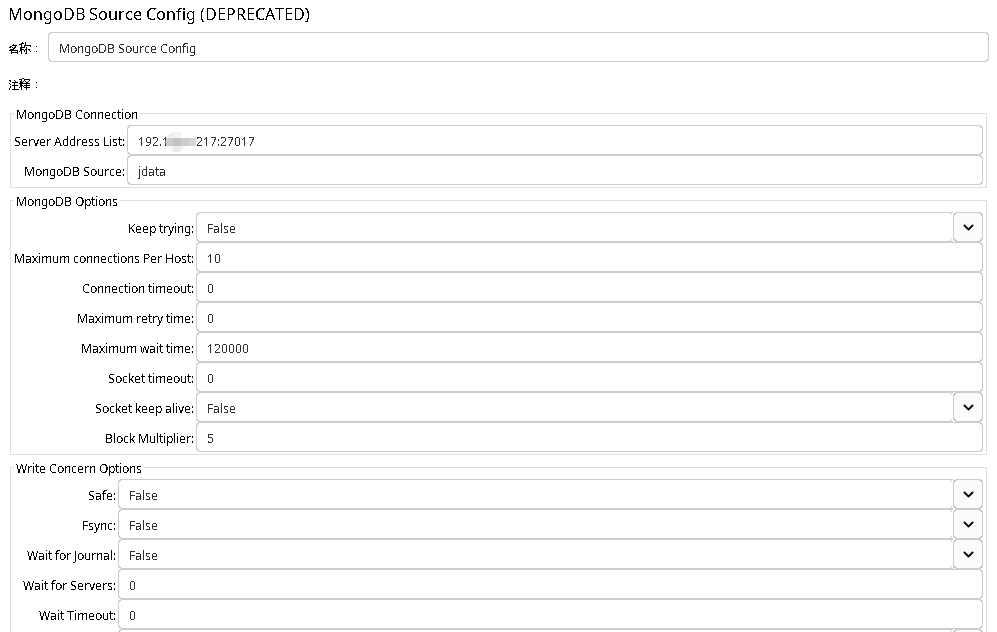 MongoDB Source Config (DEPRECATED)
名称： MongoDB Source Config
注释：
MongoDB Connection
Server Address List: 192.1 217:27017
MongoDB Source: jdata
MongoDB Options
Keep trying: False
Maximum connections Per Host: 10
Connection timeout: 0
Maximum retry time: 0
Maximum wait time: 120000
Socket timeout: 0
Socket keep alive: False
Block Multiplier: 5
Write Concern Options
Safe: False
Fsync: False
Wait for Journal: False
Wait for Servers: 0
Wait Timeout: 0